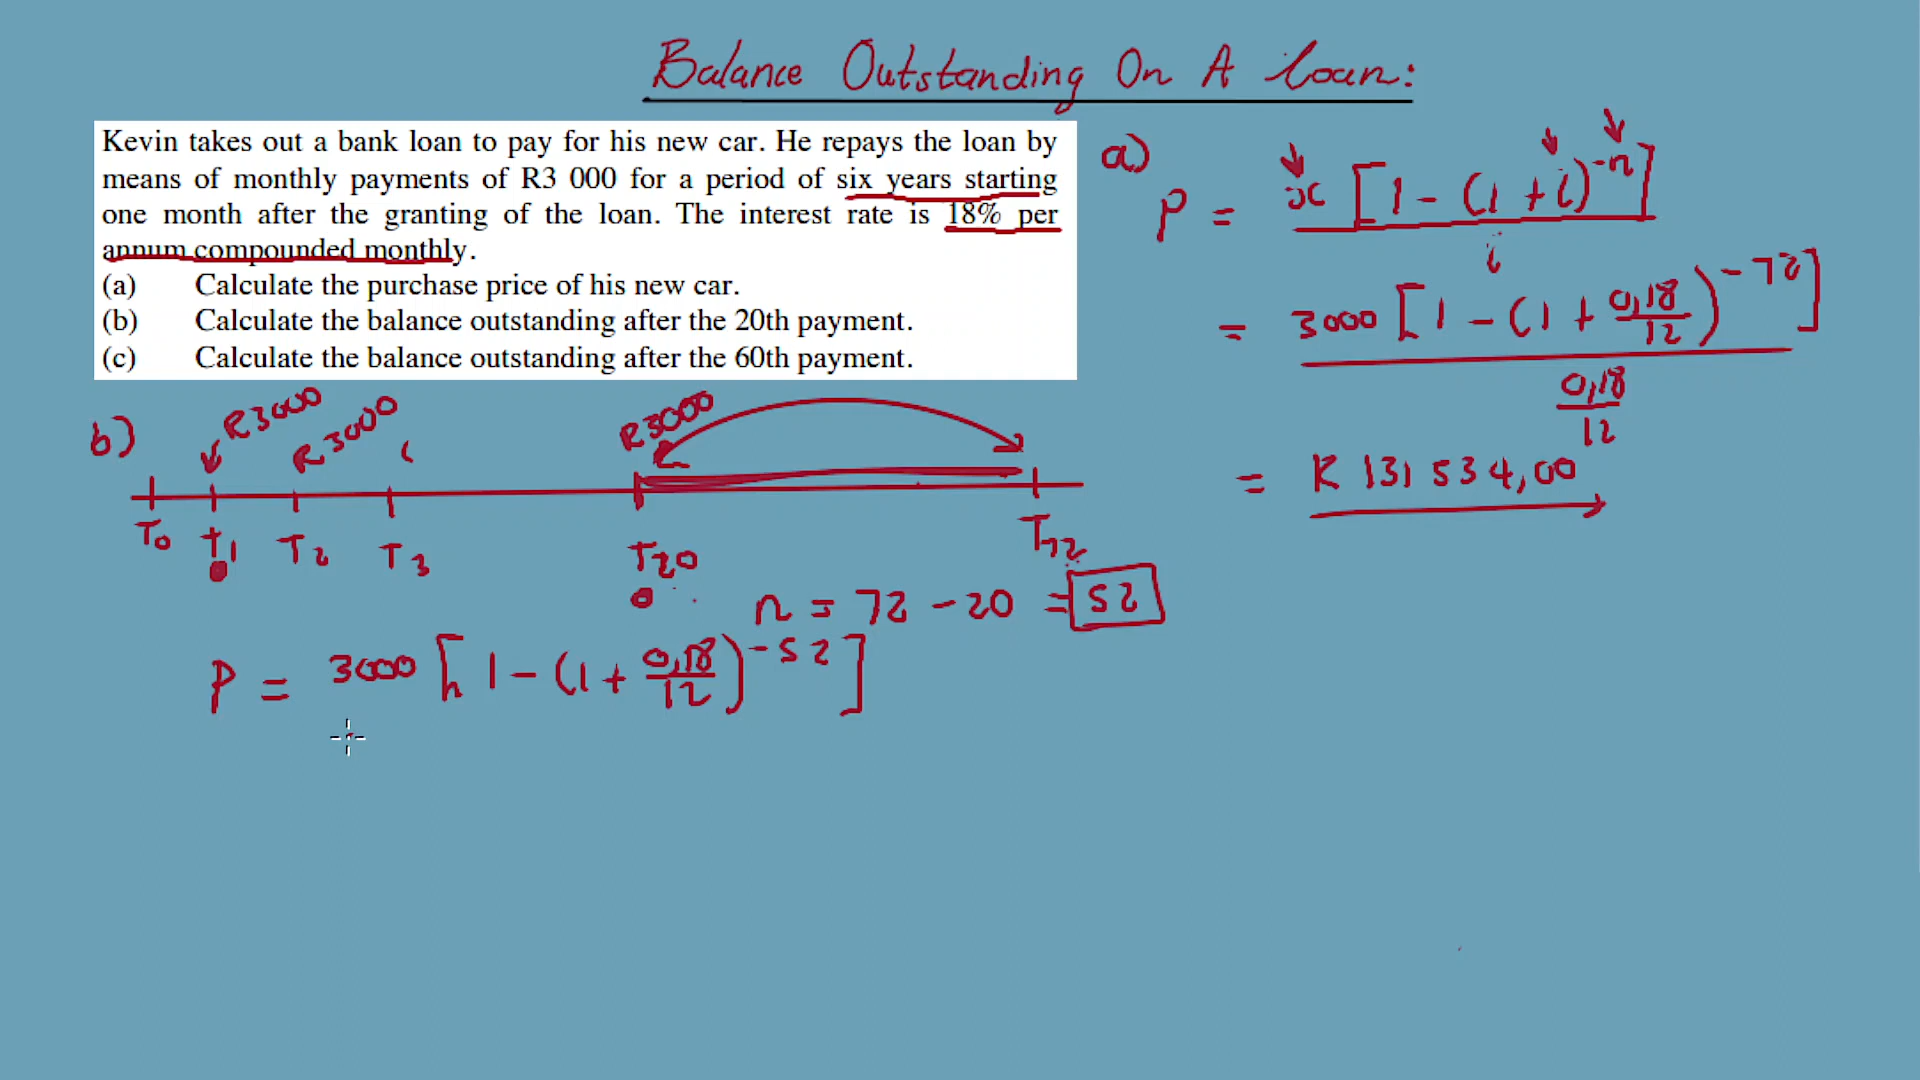 Balance Outstanding On A Loan:
Kevin takes out a bank loan to pay for his new car. He repays the loan by
means of monthly payments of R3 000 for a period of six years starting
one month after the granting of the loan. The interest rate is 18% per
annum compounded monthly.
(a) Calculate the purchase price of his new car.
(b) Calculate the balance outstanding after the 20th payment.
(c) Calculate the balance outstanding after the 60th payment.
a)
P = x[1-(1+i)^-n]
i
= 3000[1-(1+0,18/12)^-72]
0,18
12
= R 131 534,00
b)
R3000 R3000 R3000
T0 T1 T2 T3 T20 T72
n = 72 - 20 = 52
P = 3000[1-(1+0,18/12)^-52]